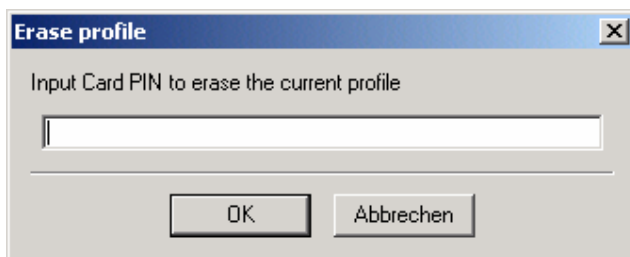 Erase profile
Input Card PIN to erase the current profile
OK Abbrechen